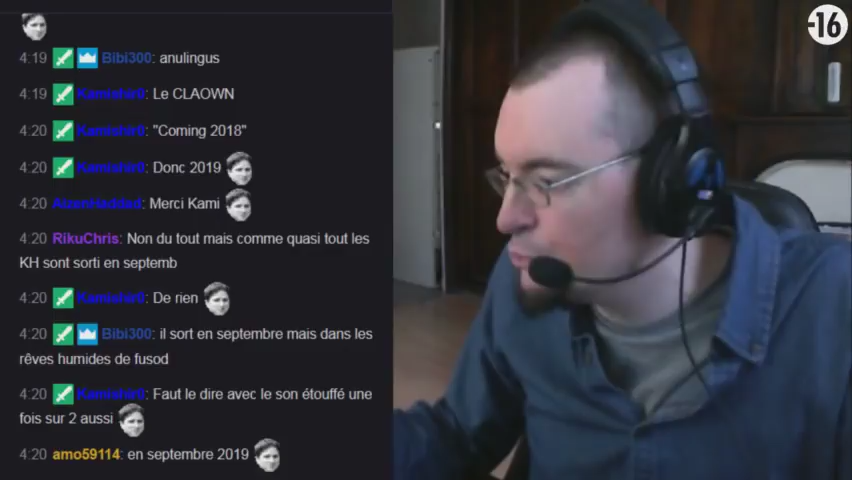 -16
4:19 Bibi300: anulingus
4:19 Kamishir0: Le CLAOWN
4:20 Kamishir0: "Coming 2018"
4:20 Kamishir0: Donc 2019
4:20 AizenHaddad: Merci Kami
4:20 RikuChris: Non du tout mais comme quasi tout les
KH sont sorti en septemb
4:20 Kamishir0: De rien
4:20 Bibi300: il sort en septembre mais dans les
rêves humides de fusod
4:20 Kamishir0: Faut le dire avec le son étouffé une
fois sur 2 aussi
4:20 amo59114: en septembre 2019